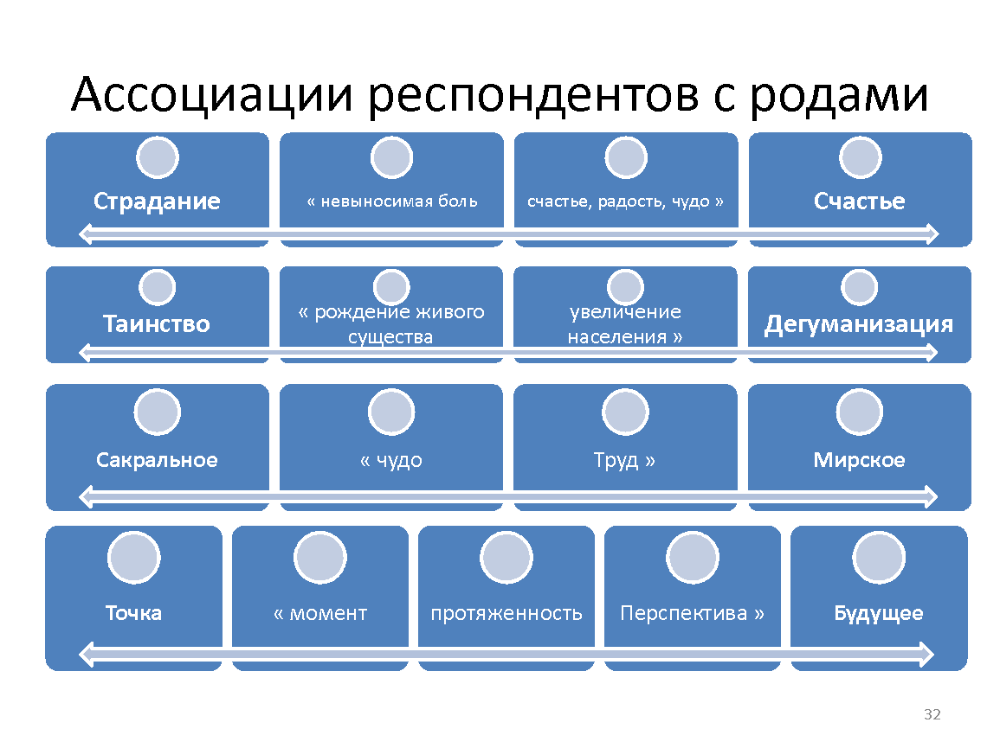 Ассоциации респондентов с родами
Страдание
« невыносимая боль
счастье, радость, чудо »
Счастье
Таинство
« рождение живого
существа
увеличение
населения »
Дегуманизация
Сакральное
« чудо
Труд »
Мирское
Точка
« момент
протяженность
Перспектива »
Будущее
32